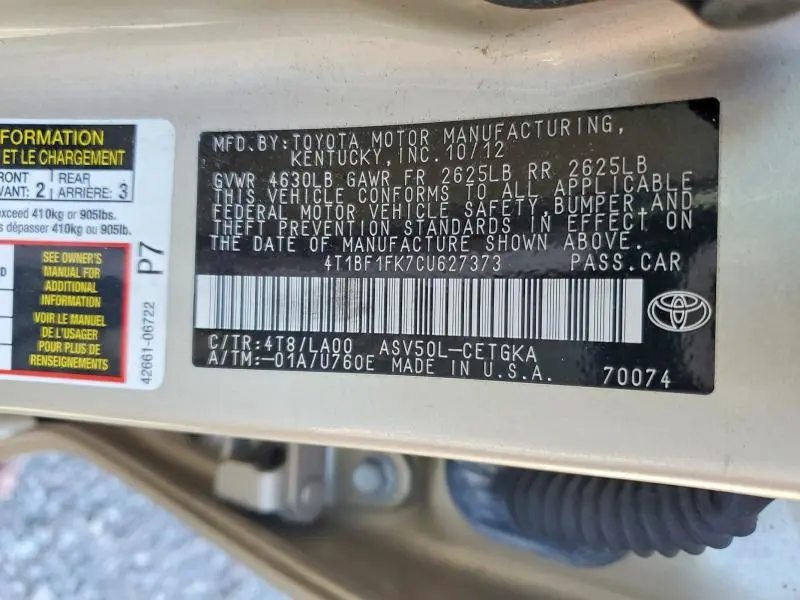 FORMATION
ET LE CHARGEMENT
FRONT
VANT: 2
REAR
ARRIÈRE: 3
exceed 410kg or 905lbs.
s dépasser 410kg ou 905lb.
D
SEE OWNER'S
MANUAL FOR
ADDITIONAL
INFORMATION
VOIR LE MANUEL
DE L'USAGER
POUR PLUS DE
RENSEIGNEMENTS
42661-06722 P7
MFD.BY:TOYOTA MOTOR MANUFACTURING,
KENTUCKY, INC. 10/12
GVWR 4630LB GAWR FR 2625LB RR 2625LB
THIS VEHICLE CONFORMS TO ALL APPLICABLE
FEDERAL MOTOR VEHICLE SAFETY, BUMPER, AND
THEFT PREVENTION STANDARDS IN EFFECT ON
THE DATE OF MANUFACTURE SHOWN ABOVE.
4T1BF1FK7CU627373 PASS.CAR
C/TR:4T8/LA00 ASV50L-CETGKA
A/TM:-01A/U760E MADE IN U.S.A. 70074